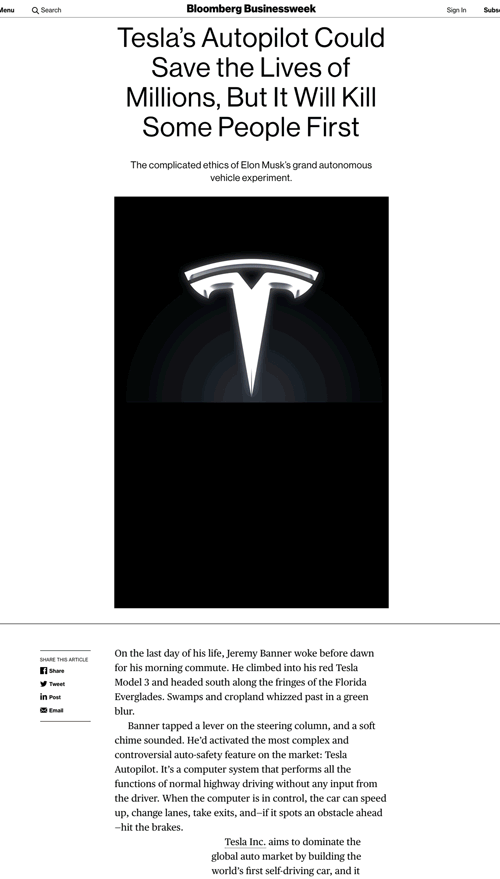 Menu
Search
Bloomberg Businessweek
Sign In
Subsc
Tesla’s Autopilot Could
Save the Lives of
Millions, But It Will Kill
Some People First
The complicated ethics of Elon Musk’s grand autonomous
vehicle experiment.
SHARE THIS ARTICLE
Share
Tweet
Post
Email
On the last day of his life, Jeremy Banner woke before dawn
for his morning commute. He climbed into his red Tesla
Model 3 and headed south along the fringes of the Florida
Everglades. Swamps and cropland whizzed past in a green
blur.
Banner tapped a lever on the steering column, and a soft
chime sounded. He’d activated the most complex and
controversial auto-safety feature on the market: Tesla
Autopilot. It’s a computer system that performs all the
functions of normal highway driving without any input from
the driver. When the computer is in control, the car can speed
up, change lanes, take exits, and—if it spots an obstacle ahead
—hit the brakes.
Tesla Inc. aims to dominate the
global auto market by building the
world’s first self-driving car, and it